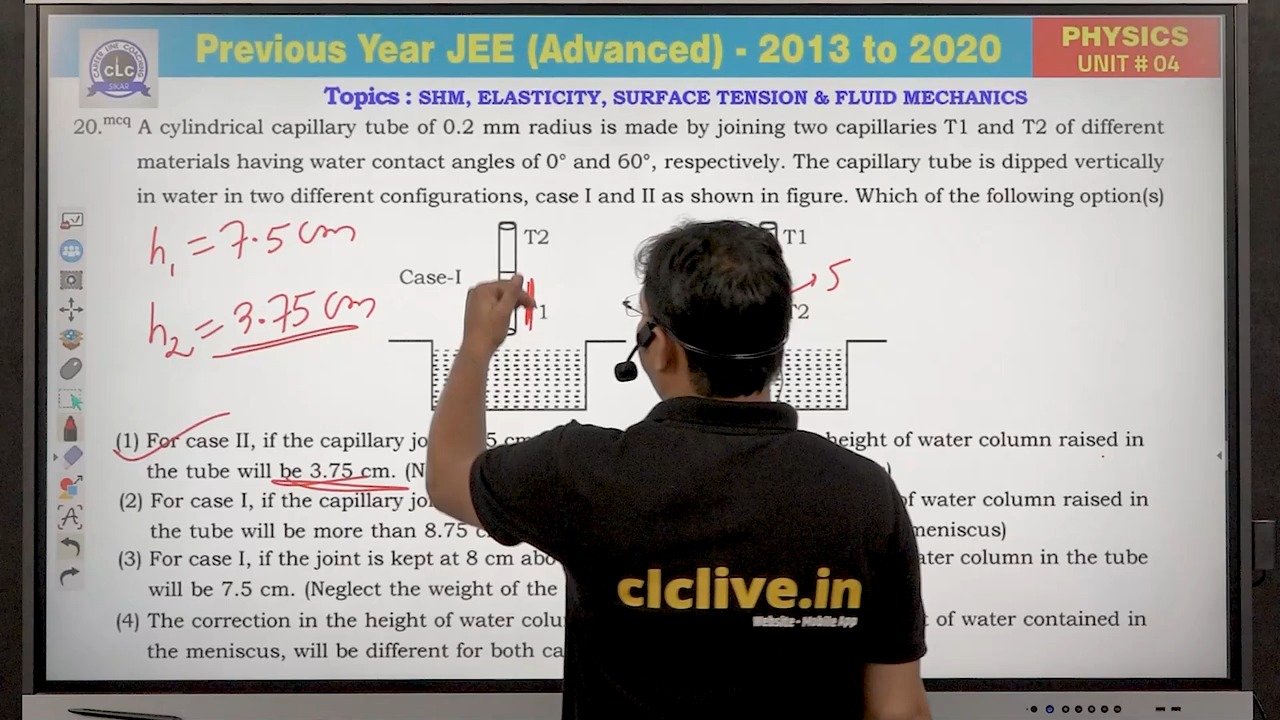 Previous Year JEE (Advanced) - 2013 to 2020
PHYSICS
UNIT # 04
CLC
SIKAR
Topics : SHM, ELASTICITY, SURFACE TENSION & FLUID MECHANICS
20.mcq A cylindrical capillary tube of 0.2 mm radius is made by joining two capillaries T1 and T2 of different
materials having water contact angles of 0° and 60°, respectively. The capillary tube is dipped vertically
in water in two different configurations, case I and II as shown in figure. Which of the following option(s)
h₁ = 7.5 cm
h₂ = 3.75 cm
Case-I
T2
1
T1
T2
5
(1) For case II, if the capillary jo 5 cm height of water column raised in
the tube will be 3.75 cm. (N )
(2) For case I, if the capillary jo of water column raised in
the tube will be more than 8.75 c meniscus)
(3) For case I, if the joint is kept at 8 cm abo ater column in the tube
will be 7.5 cm. (Neglect the weight of the
(4) The correction in the height of water colu of water contained in
the meniscus, will be different for both ca
clclive.in
Website - Mobile App